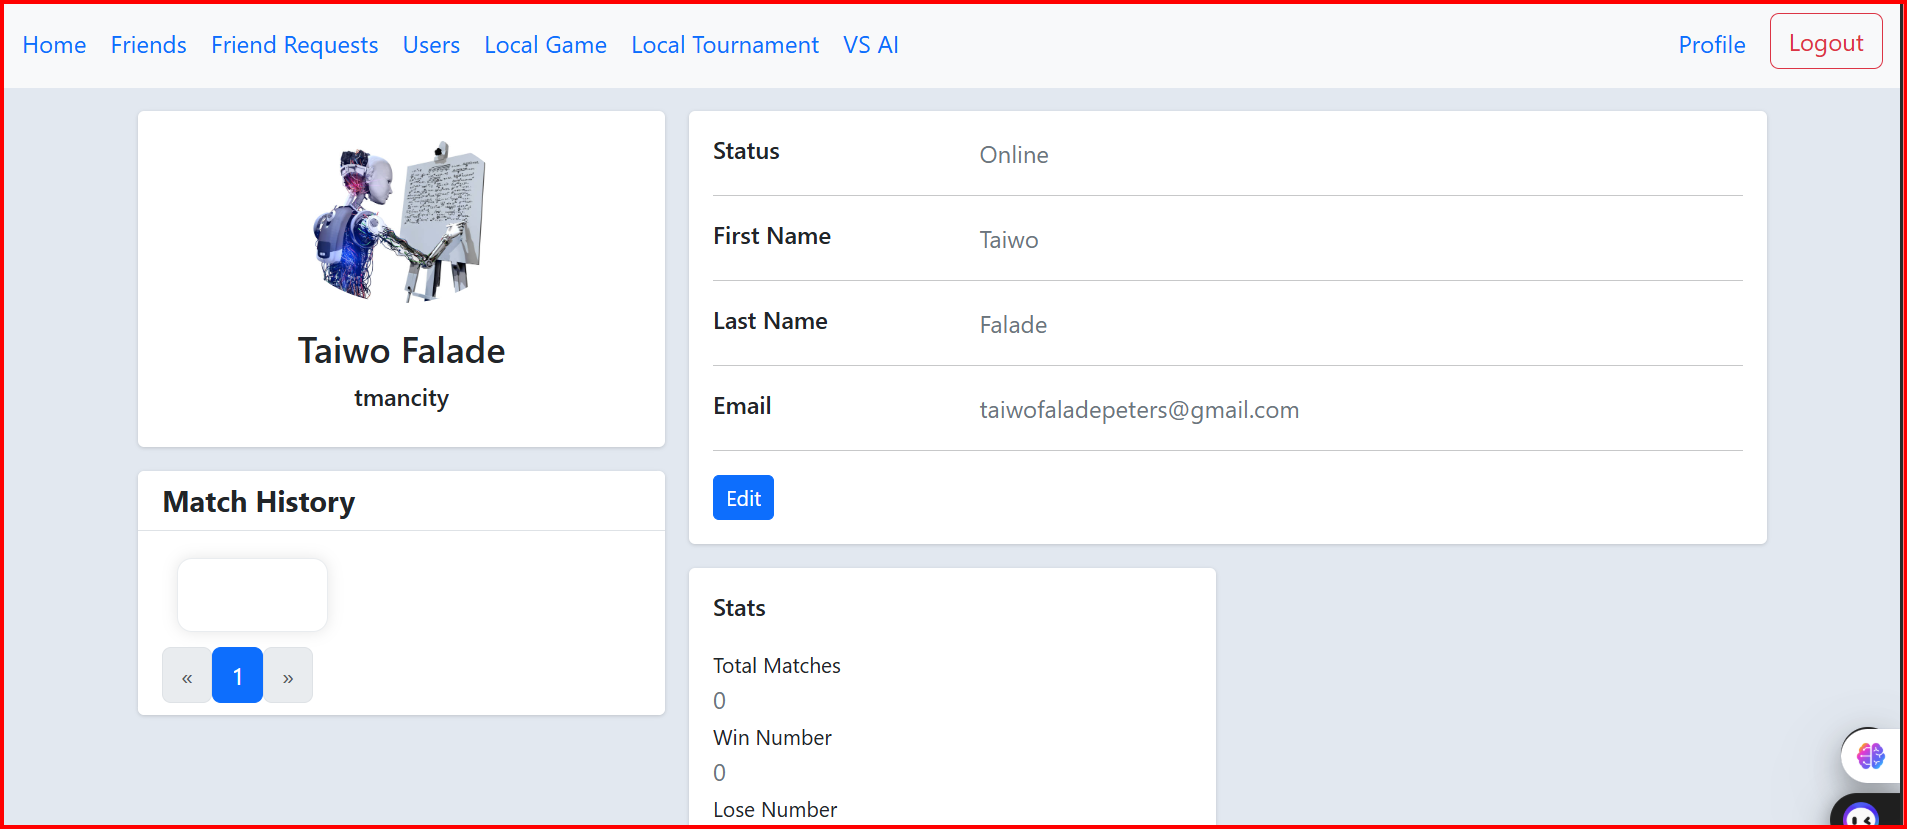 Home Friends Friend Requests Users Local Game Local Tournament VS AI Profile Logout
Taiwo Falade
tmancity
Match History
« 1 »
Status Online
First Name Taiwo
Last Name Falade
Email taiwofaladepeters@gmail.com
Edit
Stats
Total Matches
0
Win Number
0
Lose Number